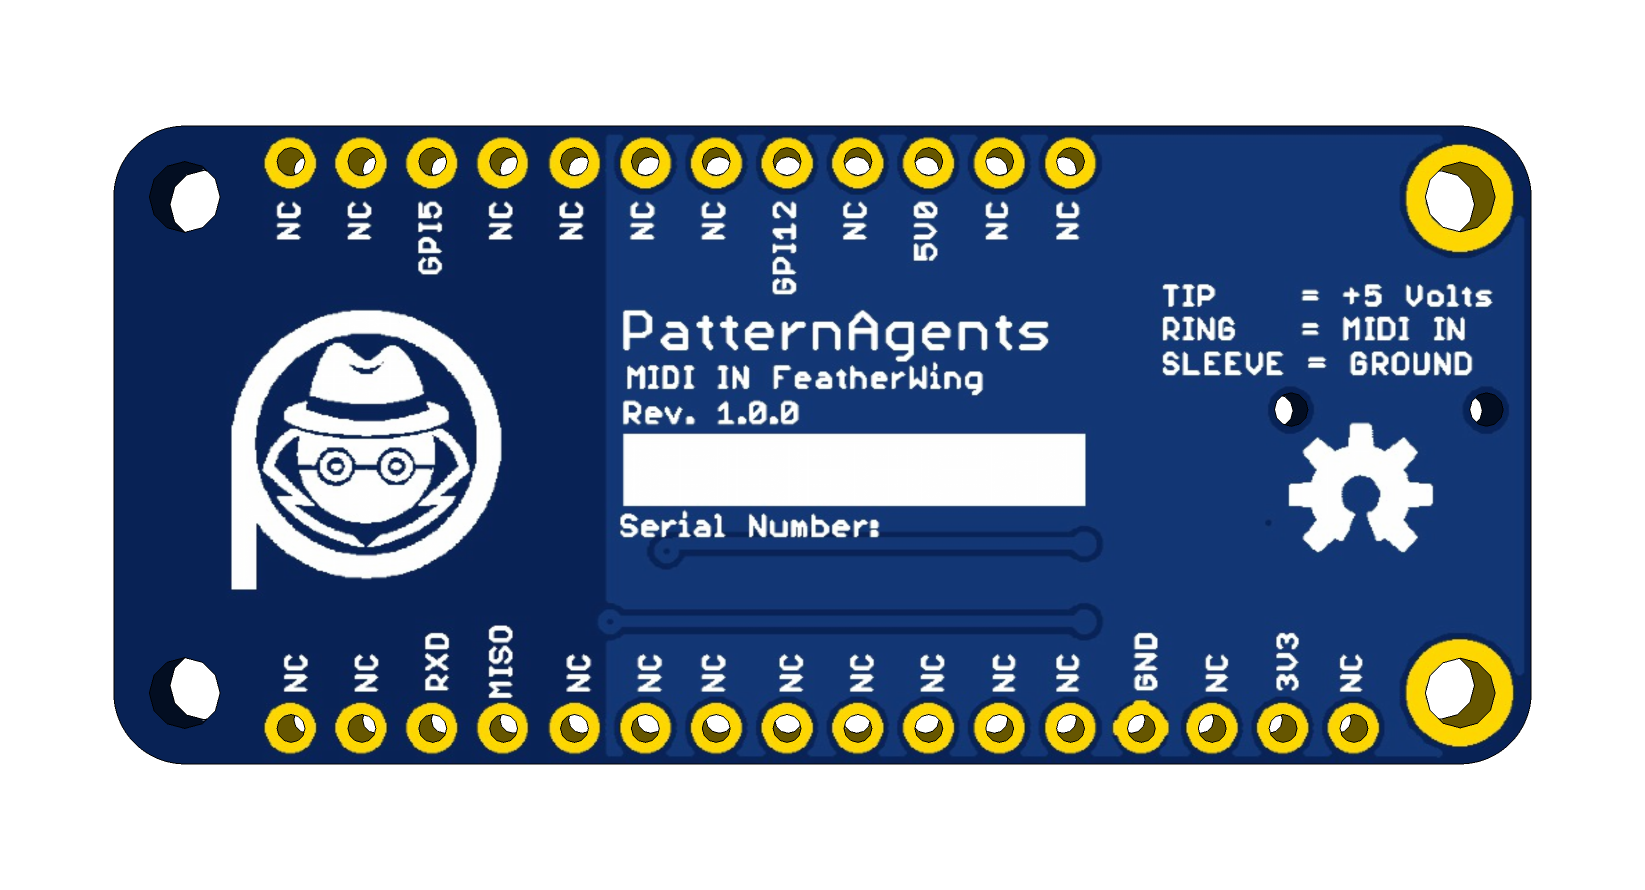 NC NC GPI5 NC NC NC NC GPI12 NC 5V0 NC NC
TIP = +5 Volts
RING = MIDI IN
SLEEVE = GROUND
PatternAgents
MIDI IN FeatherWing
Rev. 1.0.0
Serial Number:
NC NC RXD MISO NC NC NC NC NC NC NC NC GND NC 3V3 NC